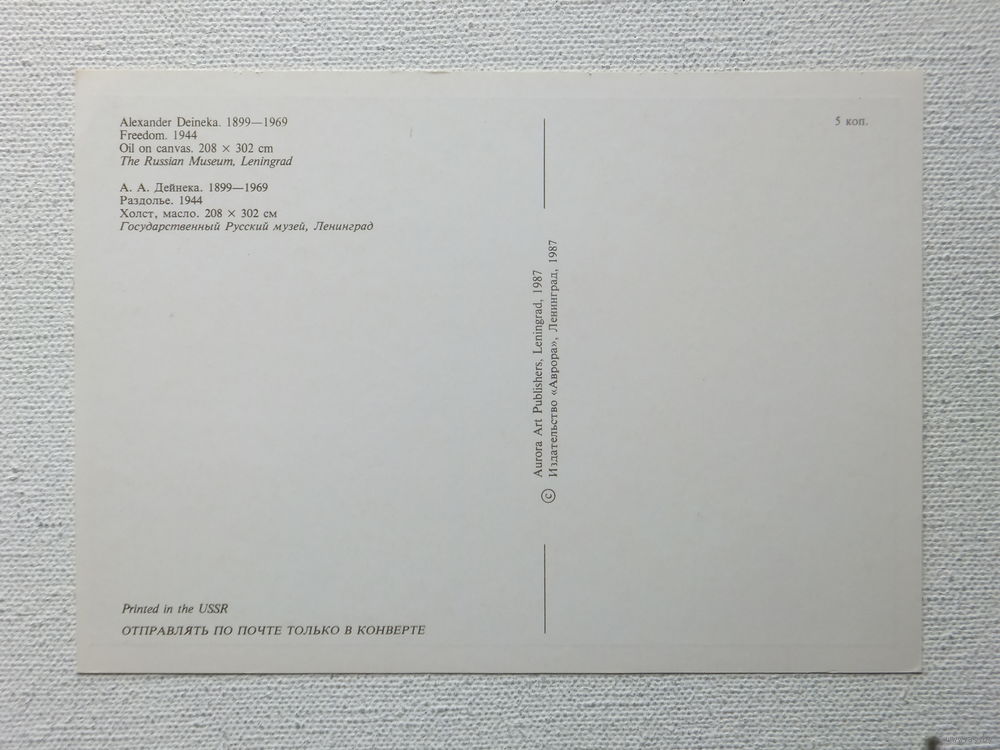 Alexander Deineka. 1899—1969
Freedom. 1944
Oil on canvas. 208 × 302 cm
The Russian Museum, Leningrad
А. А. Дейнека. 1899—1969
Раздолье. 1944
Холст, масло. 208 × 302 см
Государственный Русский музей, Ленинград
Printed in the USSR
ОТПРАВЛЯТЬ ПО ПОЧТЕ ТОЛЬКО В КОНВЕРТЕ
© Aurora Art Publishers, Leningrad, 1987
Издательство «Аврора», Ленинград, 1987
5 коп.